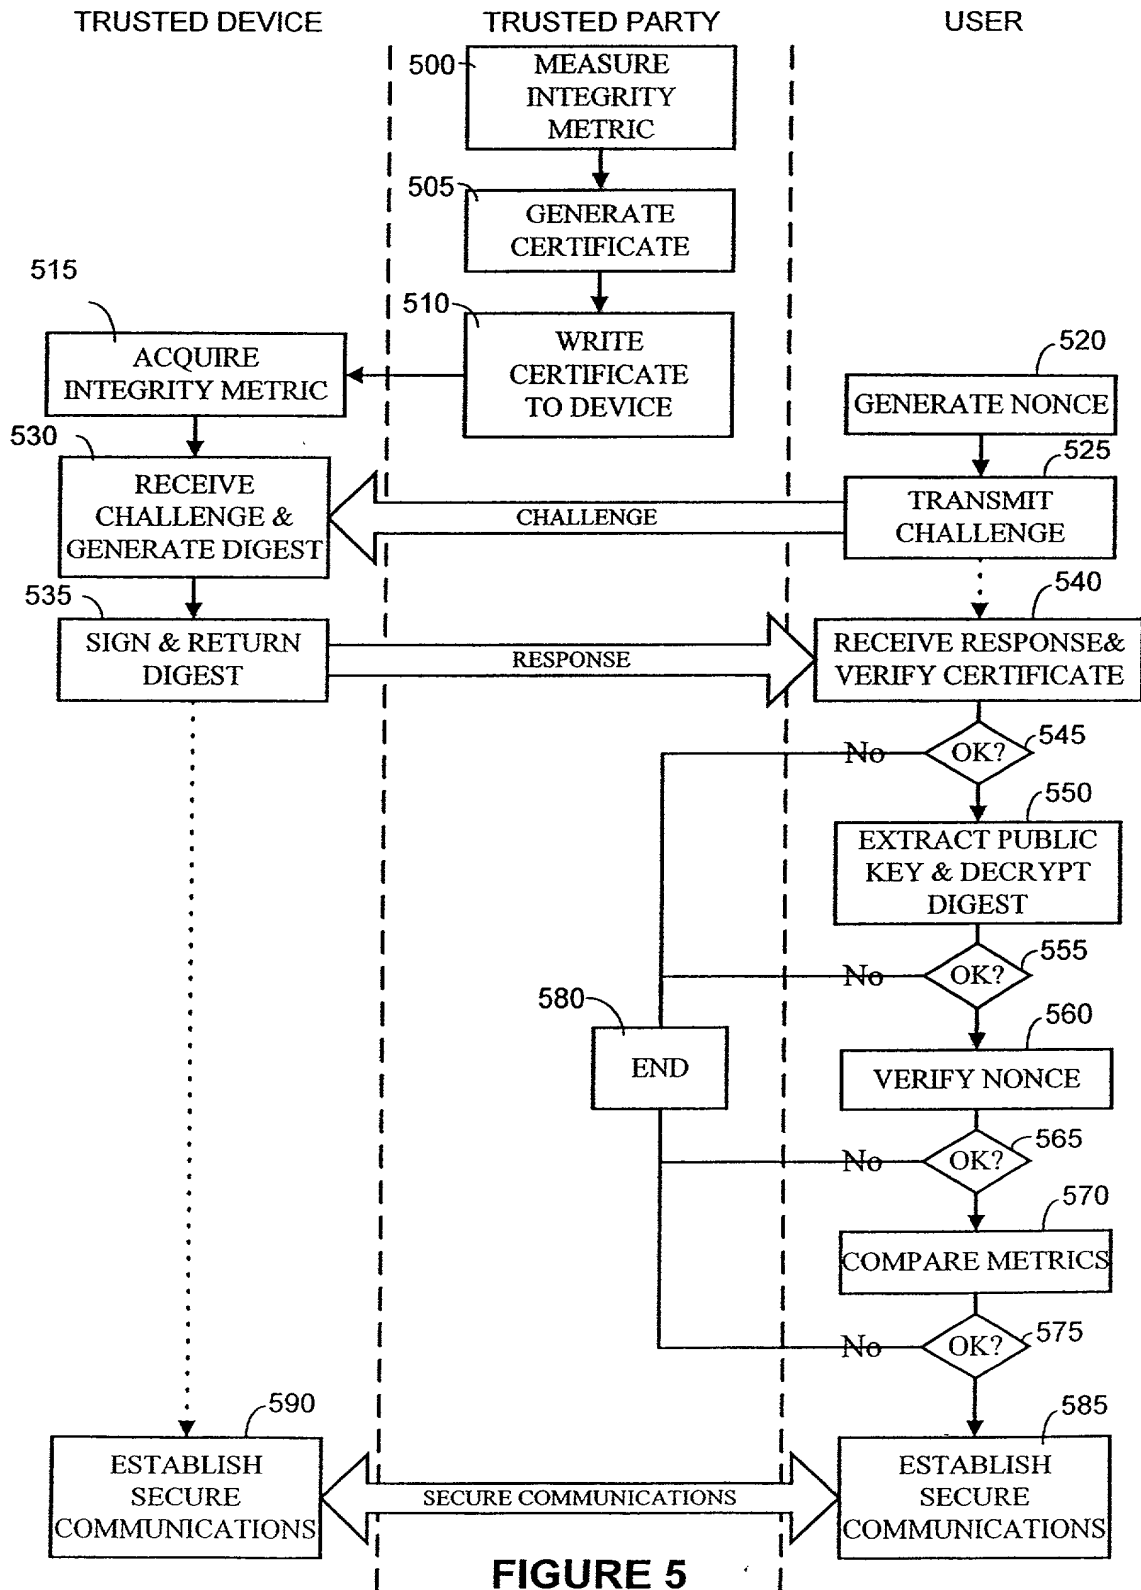 TRUSTED DEVICE
TRUSTED PARTY
USER
500
MEASURE
INTEGRITY
METRIC
505
GENERATE
CERTIFICATE
510
WRITE
CERTIFICATE
TO DEVICE
515
ACQUIRE
INTEGRITY METRIC
520
GENERATE NONCE
530
RECEIVE
CHALLENGE &
GENERATE DIGEST
CHALLENGE
525
TRANSMIT
CHALLENGE
535
SIGN & RETURN
DIGEST
RESPONSE
540
RECEIVE RESPONSE&
VERIFY CERTIFICATE
No
OK?
545
550
EXTRACT PUBLIC
KEY & DECRYPT
DIGEST
No
OK?
555
580
END
560
VERIFY NONCE
No
OK?
565
570
COMPARE METRICS
No
OK?
575
590
ESTABLISH
SECURE
COMMUNICATIONS
SECURE COMMUNICATIONS
585
ESTABLISH
SECURE
COMMUNICATIONS
FIGURE 5